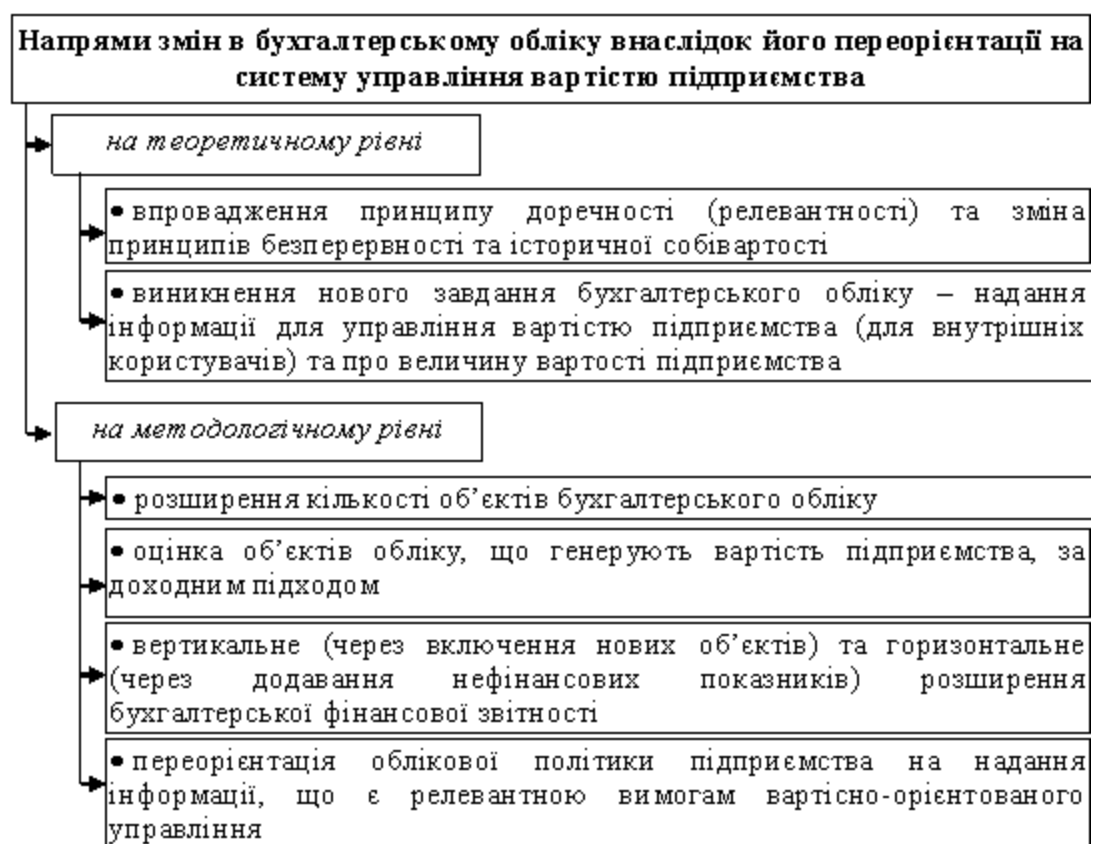 Напрями змін в бухгалтерському обліку внаслідок його переорієнтації на
систему управління вартістю підприємства
на теоретичному рівні
• впровадження принципу доречності (релевантності) та зміна
принципів безперервності та історичної собівартості
• виникнення нового завдання бухгалтерського обліку – надання
інформації для управління вартістю підприємства (для внутрішніх
користувачів) та про величину вартості підприємства
на методологічному рівні
• розширення кількості об’єктів бухгалтерського обліку
• оцінка об’єктів обліку, що генерують вартість підприємства, за
доходним підходом
• вертикальне (через включення нових об’єктів) та горизонтальне
(через додавання нефінансових показників) розширення
бухгалтерської фінансової звітності
• переорієнтація облікової політики підприємства на надання
інформації, що є релевантною вимогам вартісно-орієнтованого
управління